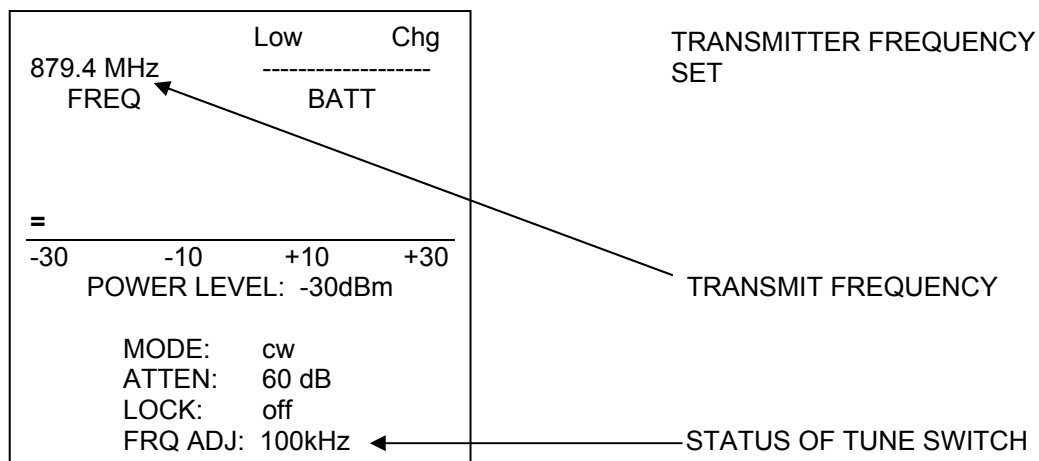 Low Chg
879.4 MHz -------------------
FREQ BATT
=
-30 -10 +10 +30
POWER LEVEL: -30dBm
MODE: cw
ATTEN: 60 dB
LOCK: off
FRQ ADJ: 100kHz
TRANSMITTER FREQUENCY
SET
TRANSMIT FREQUENCY
STATUS OF TUNE SWITCH